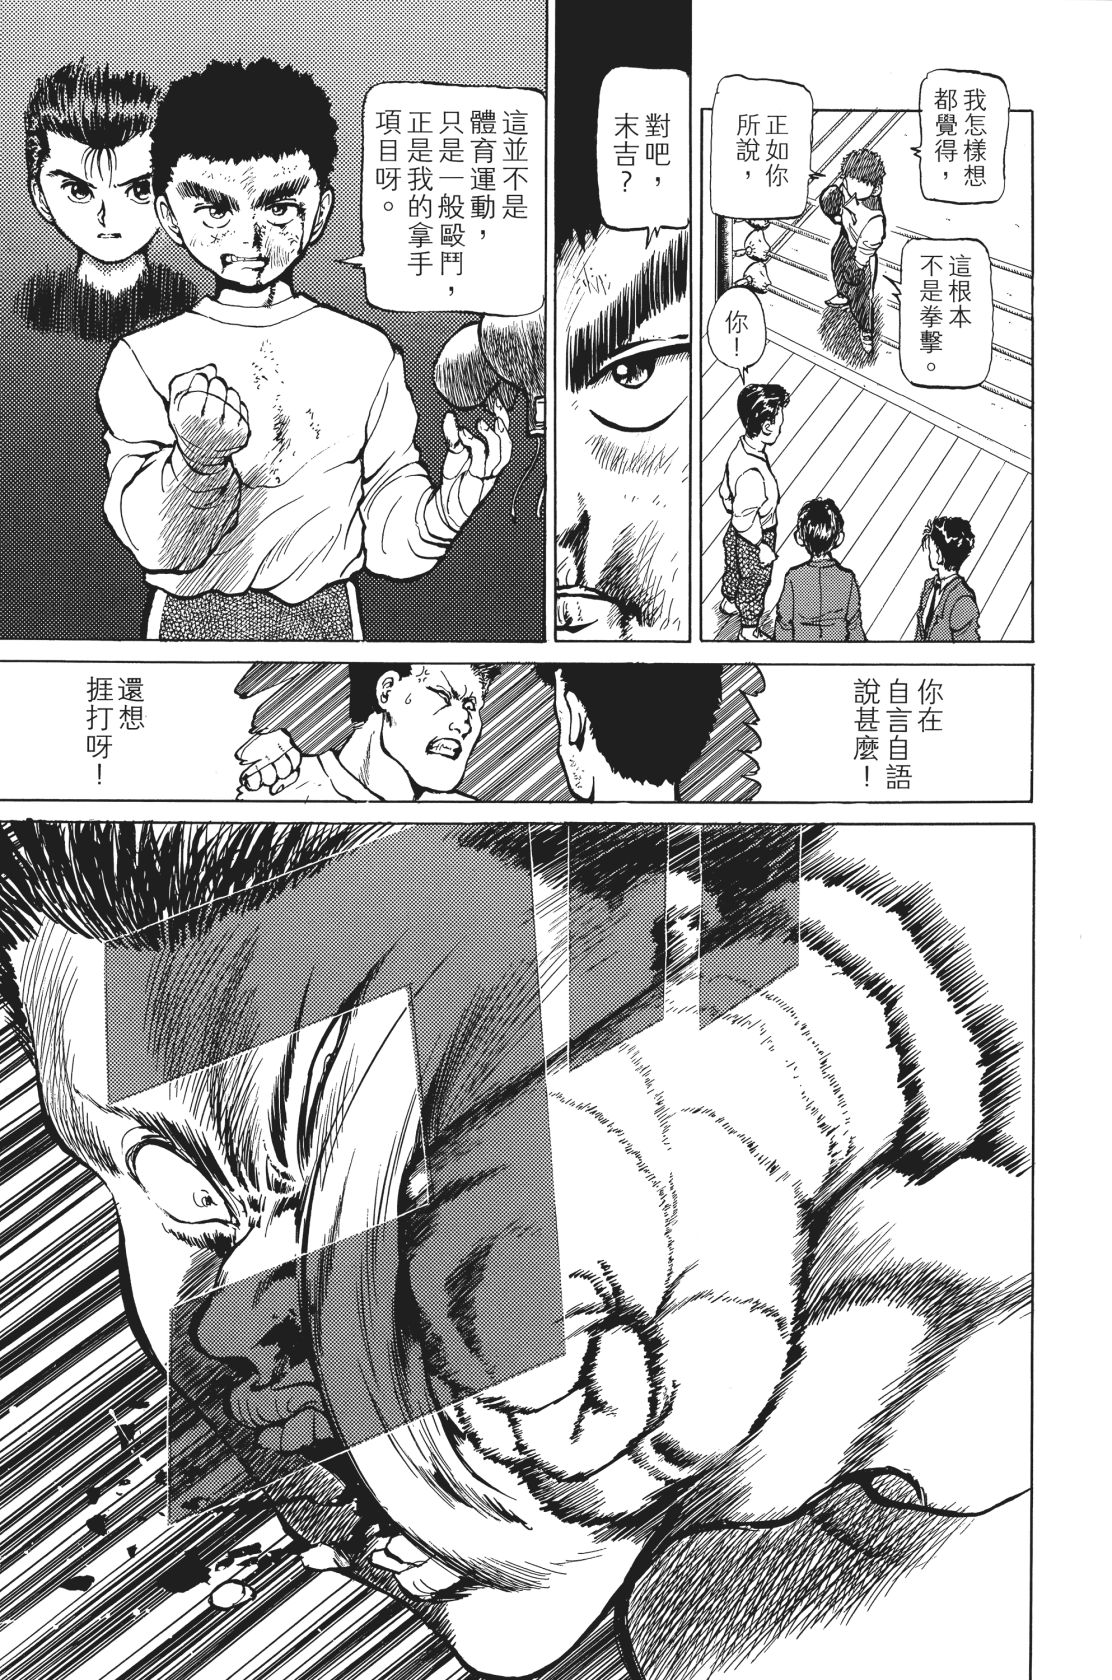 我怎樣想
都覺得，
正如你
所說，
這根本
不是拳擊。
你！
對吧，
末吉？
這並不是
體育運動，
只是一般毆鬥，
正是我的拿手
項目呀。
你在
自言自語
說甚麼！
還想
捱打呀！